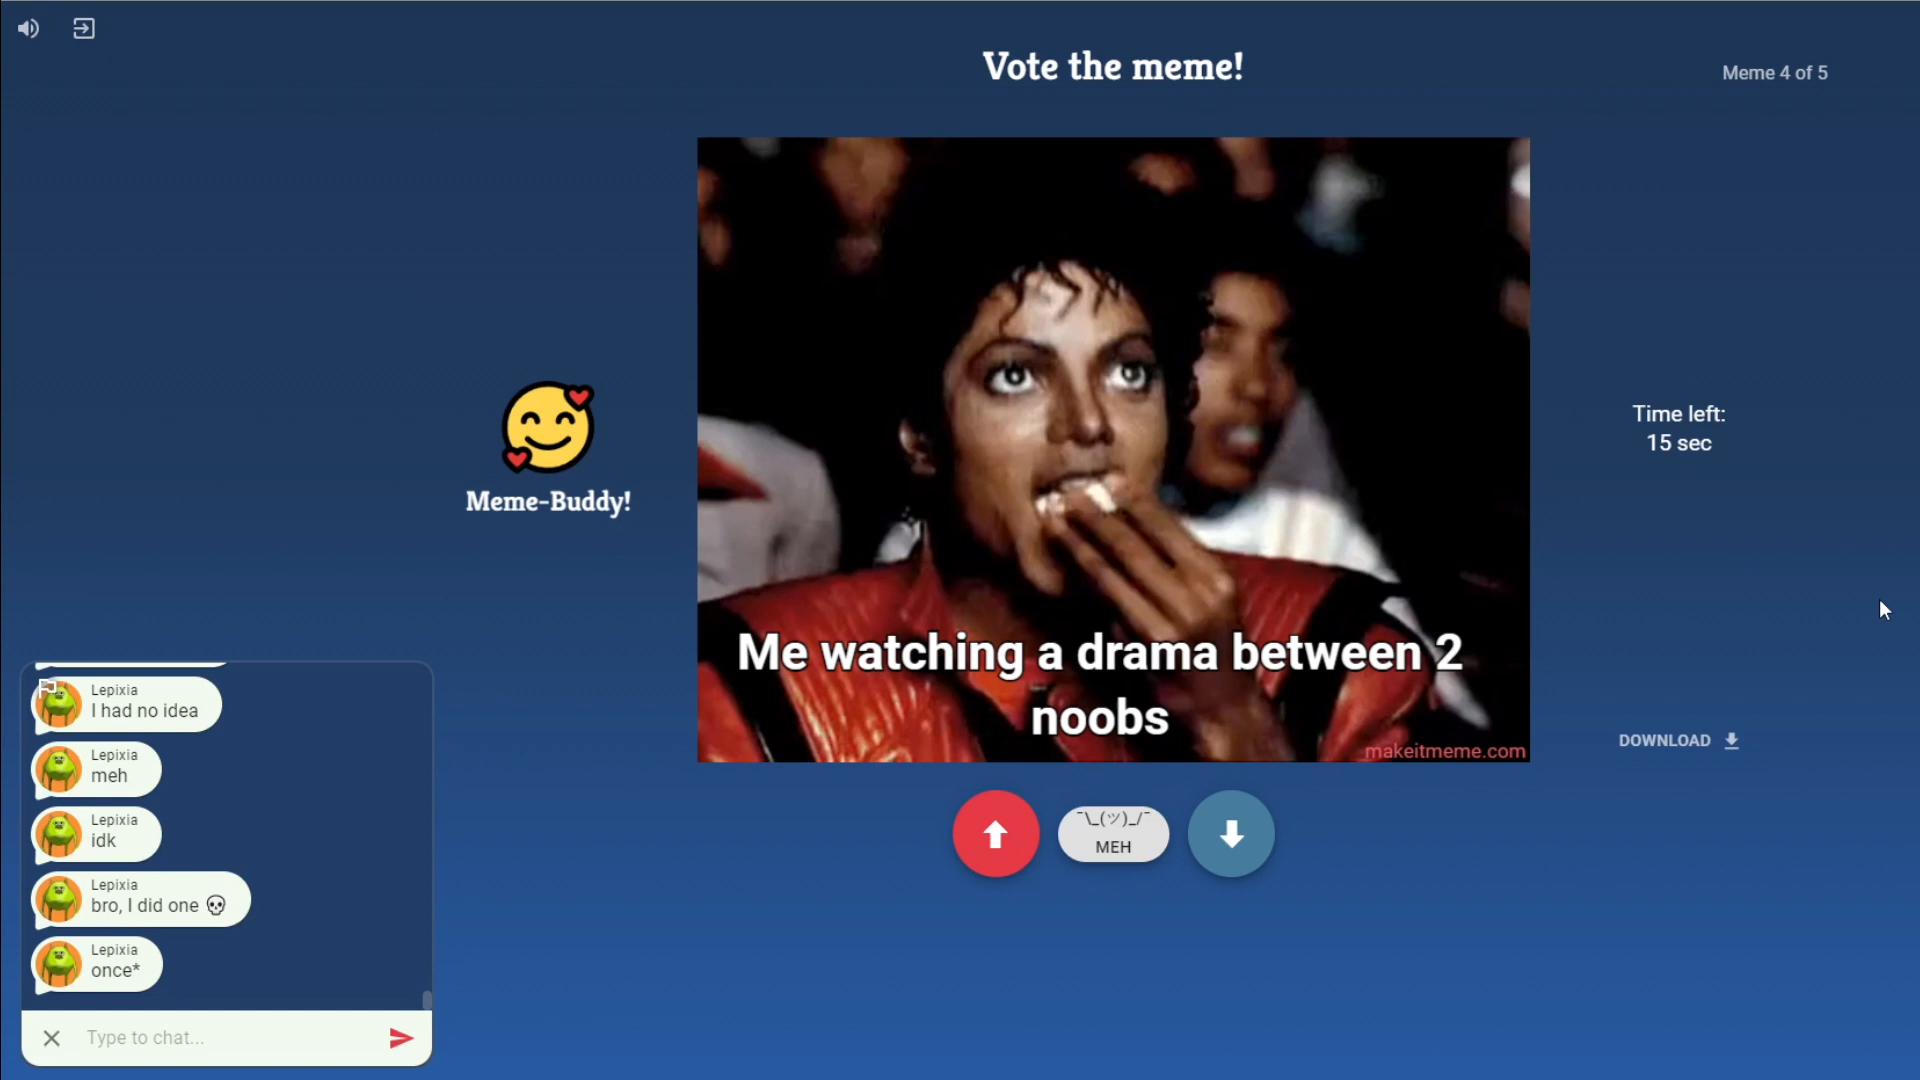 Vote the meme!
Meme 4 of 5
Meme-Buddy!
Me watching a drama between 2
noobs
makeitmeme.com
Time left:
15 sec
DOWNLOAD
¯\_(ツ)_/¯
MEH
Lepixia
I had no idea
Lepixia
meh
Lepixia
idk
Lepixia
bro, I did one 💀
Lepixia
once*
Type to chat...